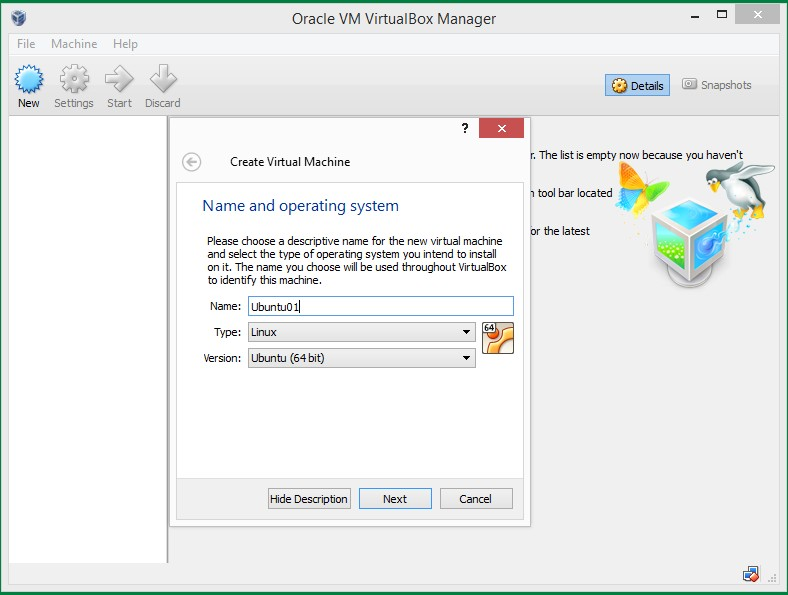 Oracle VM VirtualBox Manager
File Machine Help
New Settings Start Discard
Details Snapshots
?
Create Virtual Machine
r. The list is empty now because you haven't
Name and operating system
tool bar located
Please choose a descriptive name for the new virtual machine
and select the type of operating system you intend to install
on it. The name you choose will be used throughout VirtualBox
to identify this machine.
for the latest
Name: Ubuntu01
Type: Linux
64
Version: Ubuntu (64 bit)
Hide Description Next Cancel